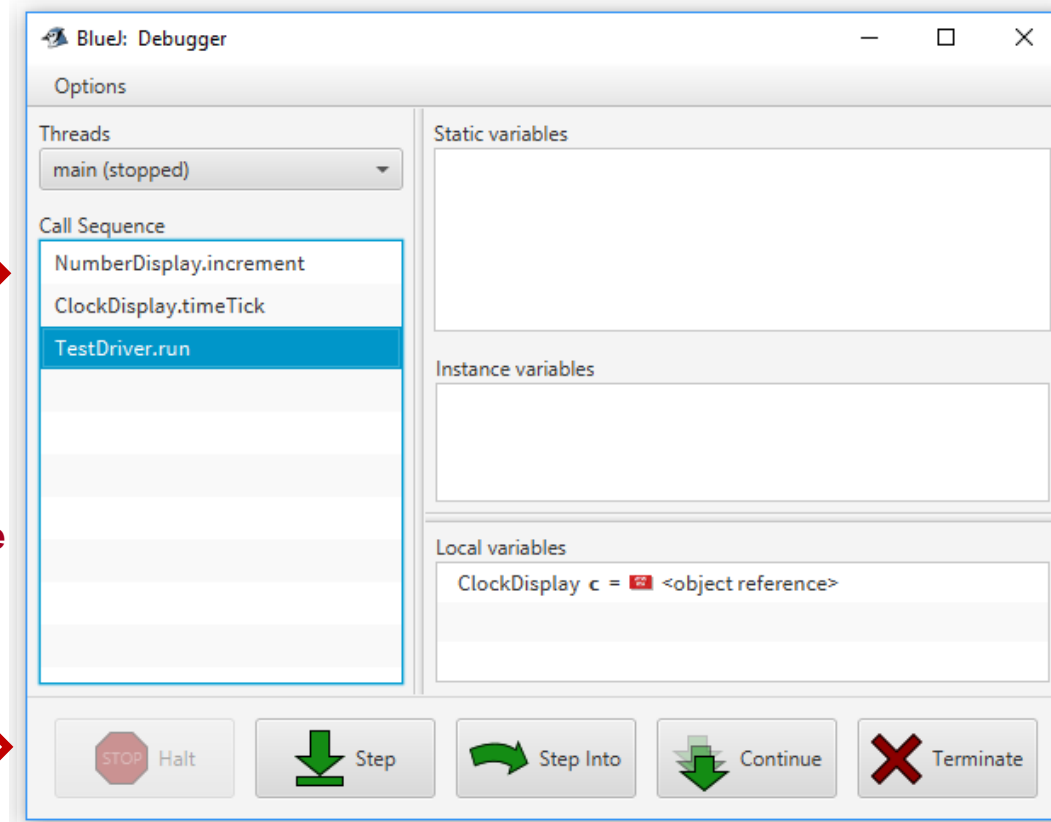 BlueJ: Debugger
Options
Threads
main (stopped)
Call Sequence
NumberDisplay.increment
ClockDisplay.timeTick
TestDriver.run
Static variables
Instance variables
e
Local variables
ClockDisplay c = <object reference>
STOP Halt
Step
Step Into
Continue
Terminate